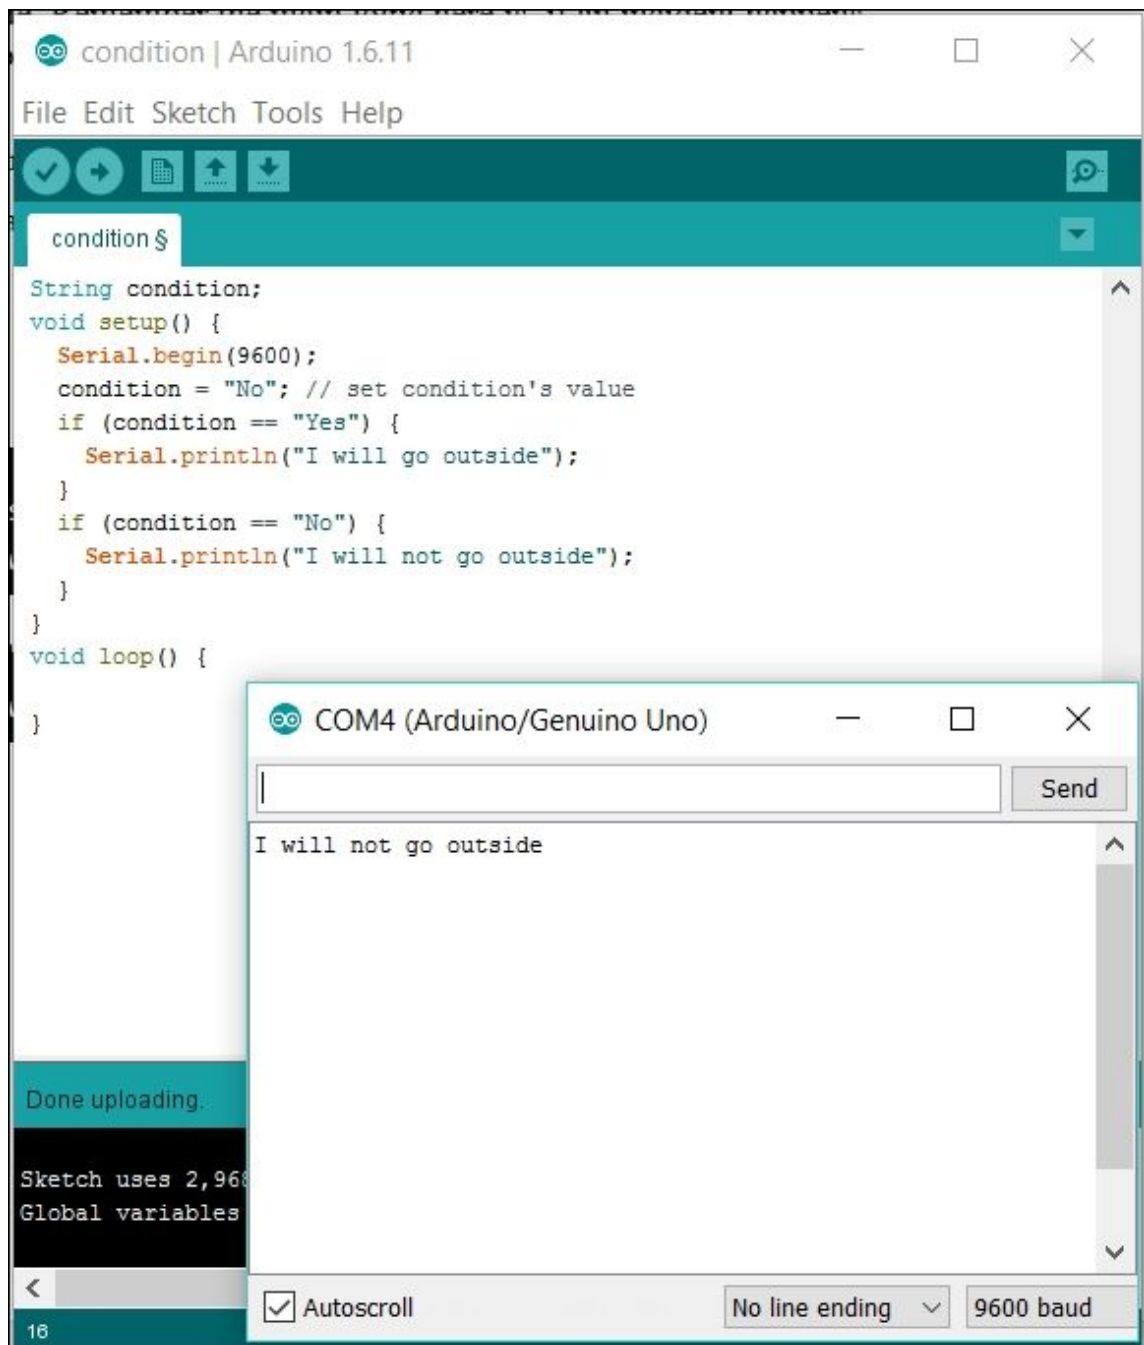 condition | Arduino 1.6.11
File Edit Sketch Tools Help
condition §
String condition;
void setup() {
  Serial.begin(9600);
  condition = "No"; // set condition's value
  if (condition == "Yes") {
    Serial.println("I will go outside");
  }
  if (condition == "No") {
    Serial.println("I will not go outside");
  }
}
void loop() {

}
COM4 (Arduino/Genuino Uno)
Send
I will not go outside
Done uploading.
Sketch uses 2,968
Global variables
Autoscroll
No line ending
9600 baud
16